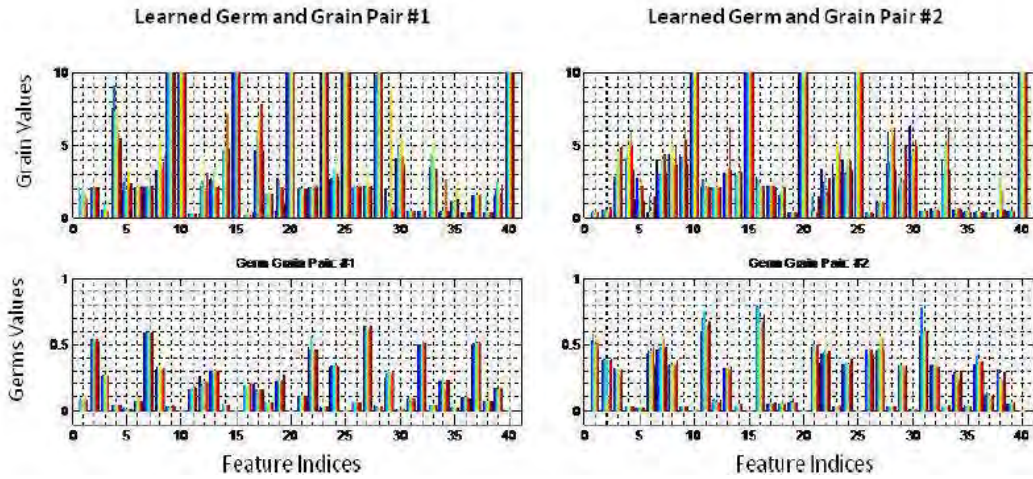 Learned Germ and Grain Pair #1
Learned Germ and Grain Pair #2
Grain Values
10
5
0
0 5 10 15 20 25 30 35 40
10
5
0
0 5 10 15 20 25 30 35 40
Germ Grain Pair: #1
Germ Grain Pair: #2
Germs Values
1
0.5
0
0 5 10 15 20 25 30 35 40
1
0.5
0
0 5 10 15 20 25 30 35 40
Feature Indices
Feature Indices